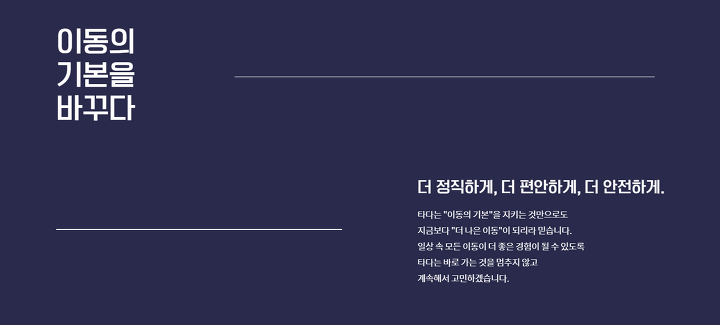 이동의
기본을
바꾸다
더 정직하게, 더 편안하게, 더 안전하게.
타다는 "이동의 기본"을 지키는 것만으로도
지금보다 "더 나은 이동"이 되리라 믿습니다.
일상 속 모든 이동이 더 좋은 경험이 될 수 있도록
타다는 바로 가는 것을 멈추지 않고
계속해서 고민하겠습니다.